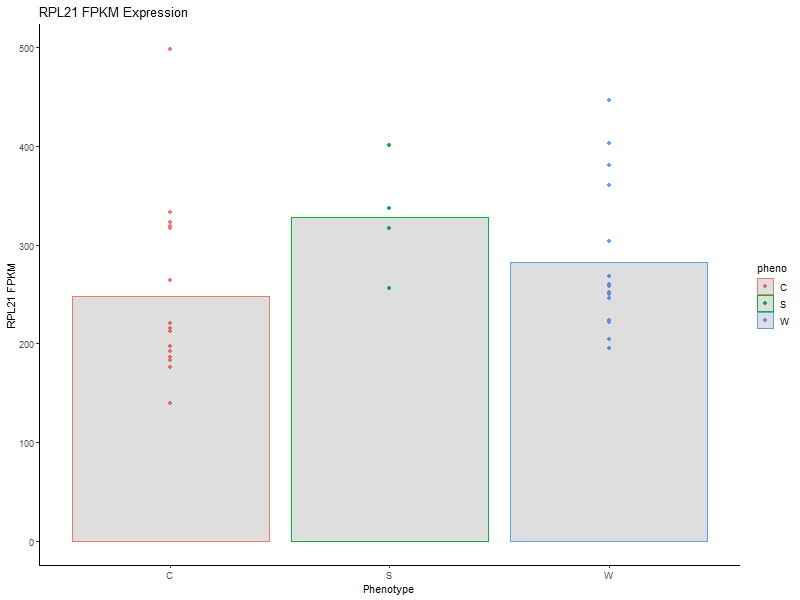 RPL21 FPKM Expression
500
400
300
200
100
0
RPL21 FPKM
C
S
W
Phenotype
pheno
C
S
W